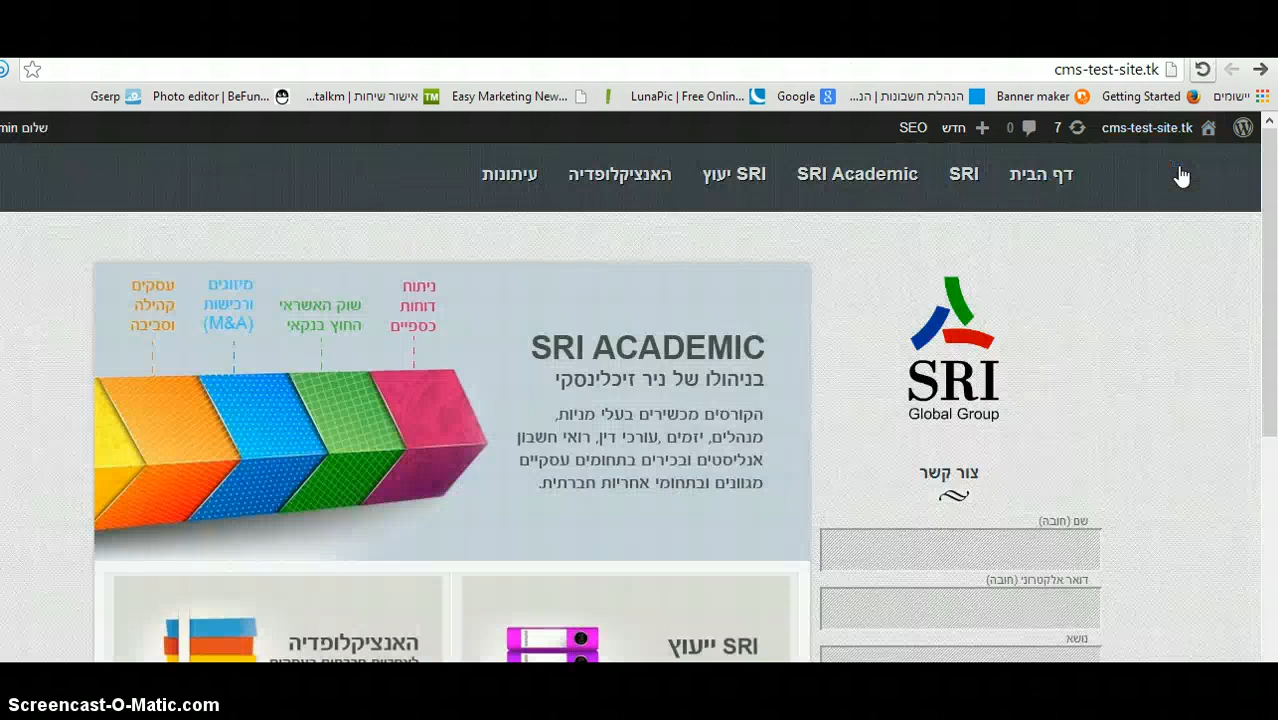 cms-test-site.tk
יישומים Getting Started Banner maker הנהלת חשבונות | הנ... Google LunaPic | Free Onlin... Easy Marketing New... אישור שיחות | talkm... Photo editor | BeFun... Gserp
cms-test-site.tk 7 0 חדש SEO שלום min
דף הבית SRI SRI Academic SRI יעוץ האנציקלופדיה עיתונות
ניתוח דוחות כספיים
שוק האשראי החוץ בנקאי
מיזוגים ורכישות (M&A)
עסקים קהילה וסביבה
SRI ACADEMIC
בניהולו של ניר זיכלינסקי
הקורסים מכשירים בעלי מניות,
מנהלים, יזמים ,עורכי דין, רואי חשבון
אנליסטים ובכירים בתחומים עסקיים
מגוונים ובתחומי אחריות חברתית.
SRI
Global Group
צור קשר
שם (חובה)
דואר אלקטרוני (חובה)
נושא
SRI ייעוץ
האנציקלופדיה
Screencast-O-Matic.com